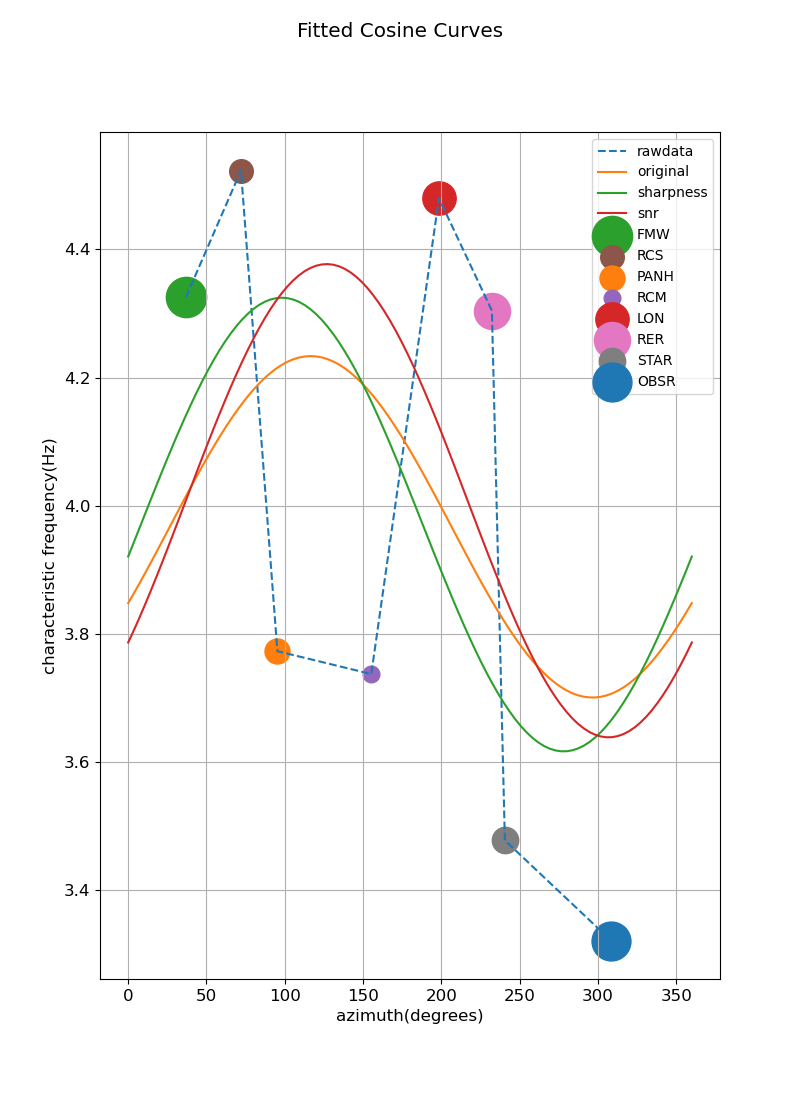 Fitted Cosine Curves
rawdata
original
sharpness
snr
FMW
RCS
PANH
RCM
LON
RER
STAR
OBSR
characteristic frequency(Hz)
4.4
4.2
4.0
3.8
3.6
3.4
0 50 100 150 200 250 300 350
azimuth(degrees)